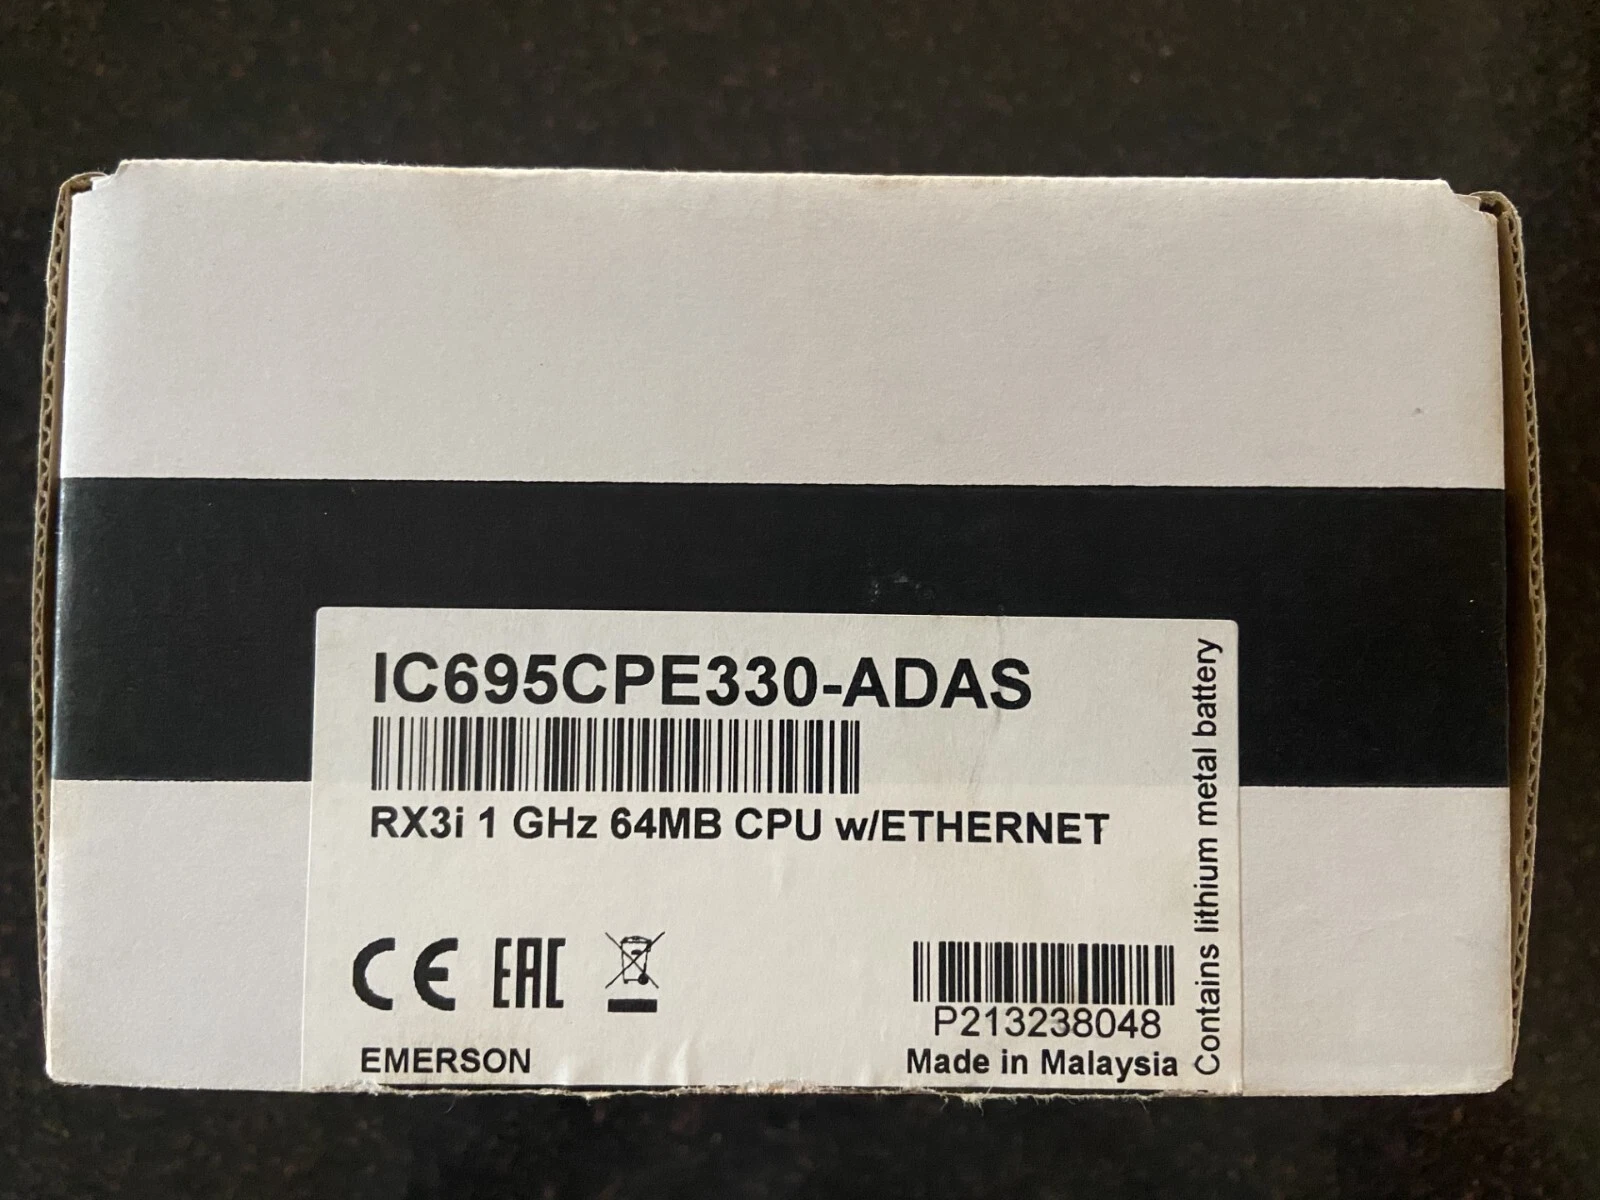 IC695CPE330-ADAS
RX3i 1 GHz 64MB CPU w/ETHERNET
CE EAC
P213238048
EMERSON
Made in Malaysia
Contains lithium metal battery